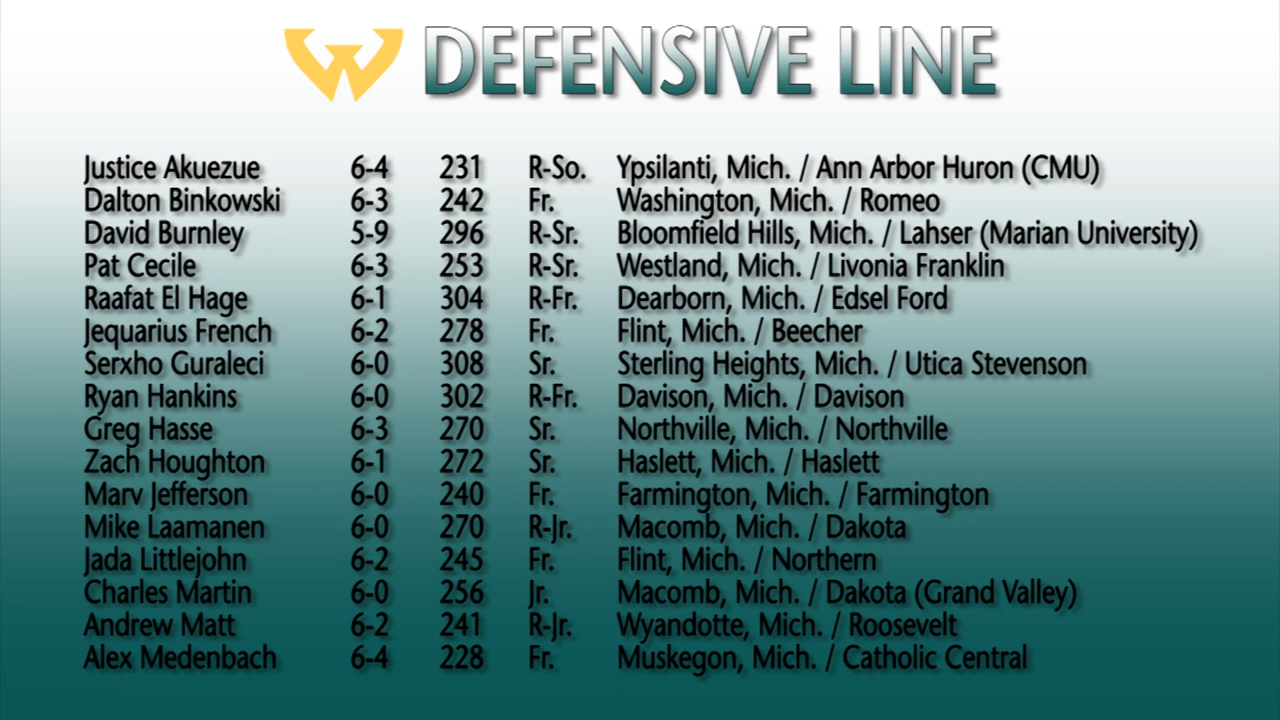 W DEFENSIVE LINE
Justice Akuezue 6-4 231 R-So. Ypsilanti, Mich. / Ann Arbor Huron (CMU)
Dalton Binkowski 6-3 242 Fr. Washington, Mich. / Romeo
David Burnley 5-9 296 R-Sr. Bloomfield Hills, Mich. / Lahser (Marian University)
Pat Cecile 6-3 253 R-Sr. Westland, Mich. / Livonia Franklin
Raafat El Hage 6-1 304 R-Fr. Dearborn, Mich. / Edsel Ford
Jequarius French 6-2 278 Fr. Flint, Mich. / Beecher
Serxho Guraleci 6-0 308 Sr. Sterling Heights, Mich. / Utica Stevenson
Ryan Hankins 6-0 302 R-Fr. Davison, Mich. / Davison
Greg Hasse 6-3 270 Sr. Northville, Mich. / Northville
Zach Houghton 6-1 272 Sr. Haslett, Mich. / Haslett
Marv Jefferson 6-0 240 Fr. Farmington, Mich. / Farmington
Mike Laamanen 6-0 270 R-Jr. Macomb, Mich. / Dakota
Jada Littlejohn 6-2 245 Fr. Flint, Mich. / Northern
Charles Martin 6-0 256 Jr. Macomb, Mich. / Dakota (Grand Valley)
Andrew Matt 6-2 241 R-Jr. Wyandotte, Mich. / Roosevelt
Alex Medenbach 6-4 228 Fr. Muskegon, Mich. / Catholic Central